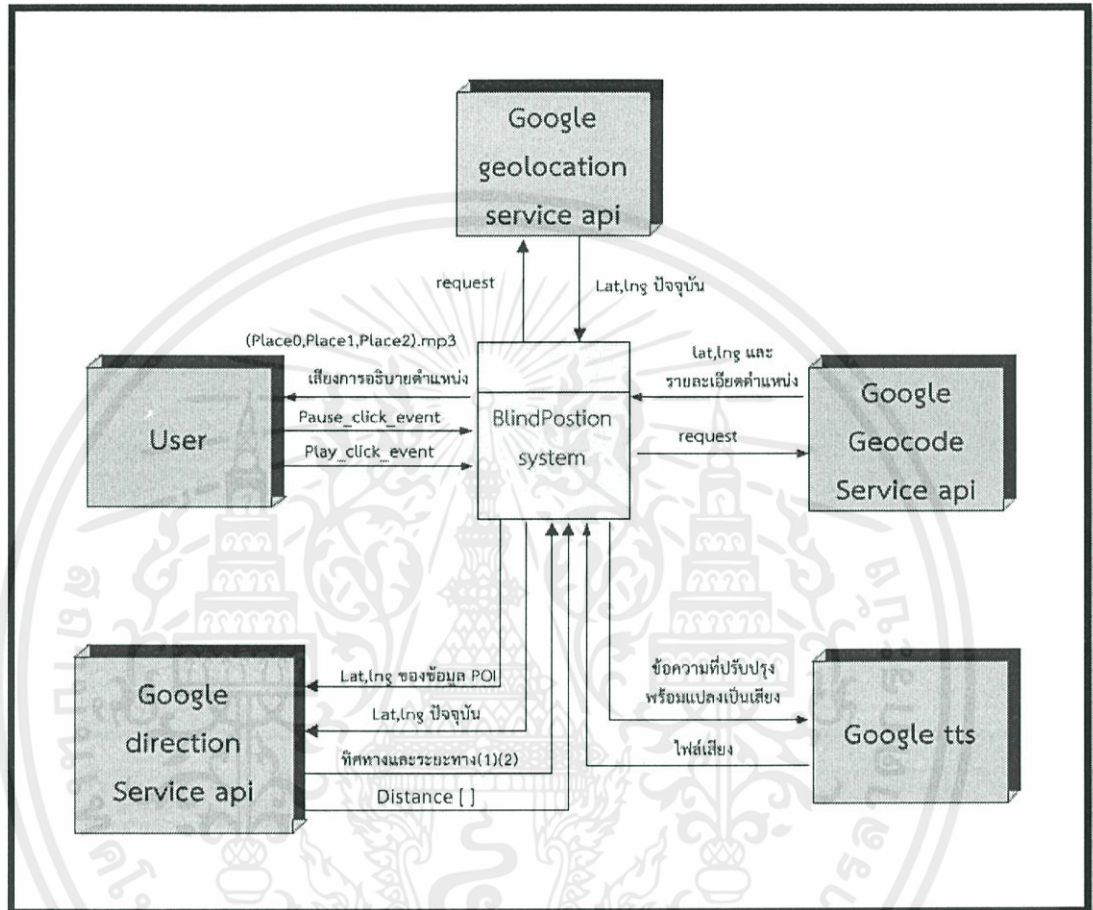 Google
geolocation
service api
request
Lat,lng ปัจจุบัน
(Place0,Place1,Place2).mp3
เสียงการอธิบายตำแหน่ง
Pause_click_event
Play_click_event
User
BlindPostion
system
lat,lng และ
รายละเอียดตำแหน่ง
request
Google
Geocode
Service api
Google
direction
Service api
Lat,lng ของข้อมูล POI
Lat,lng ปัจจุบัน
ทิศทางและระยะทาง(1)(2)
Distance [ ]
ข้อความที่ปรับปรุง
พร้อมแปลงเป็นเสียง
ไฟล์เสียง
Google tts